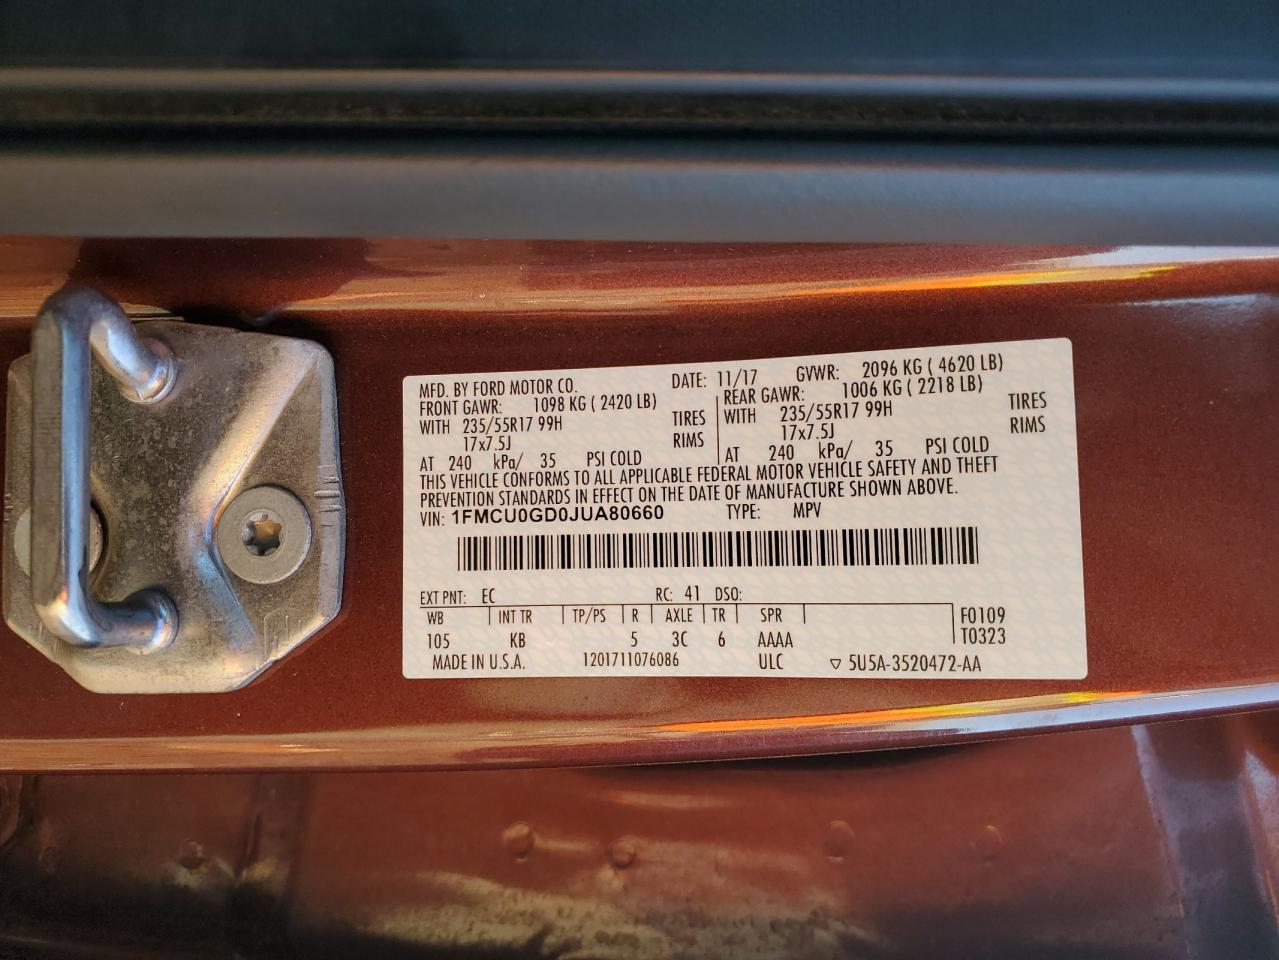 MFD. BY FORD MOTOR CO. DATE: 11/17 GVWR: 2096 KG ( 4620 LB)
FRONT GAWR: 1098 KG ( 2420 LB) REAR GAWR: 1006 KG ( 2218 LB)
WITH 235/55R17 99H TIRES WITH 235/55R17 99H TIRES
17x7.5J RIMS 17x7.5J RIMS
AT 240 kPa/ 35 PSI COLD AT 240 kPa/ 35 PSI COLD
THIS VEHICLE CONFORMS TO ALL APPLICABLE FEDERAL MOTOR VEHICLE SAFETY AND THEFT
PREVENTION STANDARDS IN EFFECT ON THE DATE OF MANUFACTURE SHOWN ABOVE.
VIN: 1FMCU0GD0JUA80660 TYPE: MPV
EXT PNT: EC RC: 41 DSO:
WB INT TR TP/PS R AXLE TR SPR F0109
105 KB 5 3C 6 AAAA T0323
MADE IN U.S.A. 1201711076086 ULC ▽ 5U5A-3520472-AA